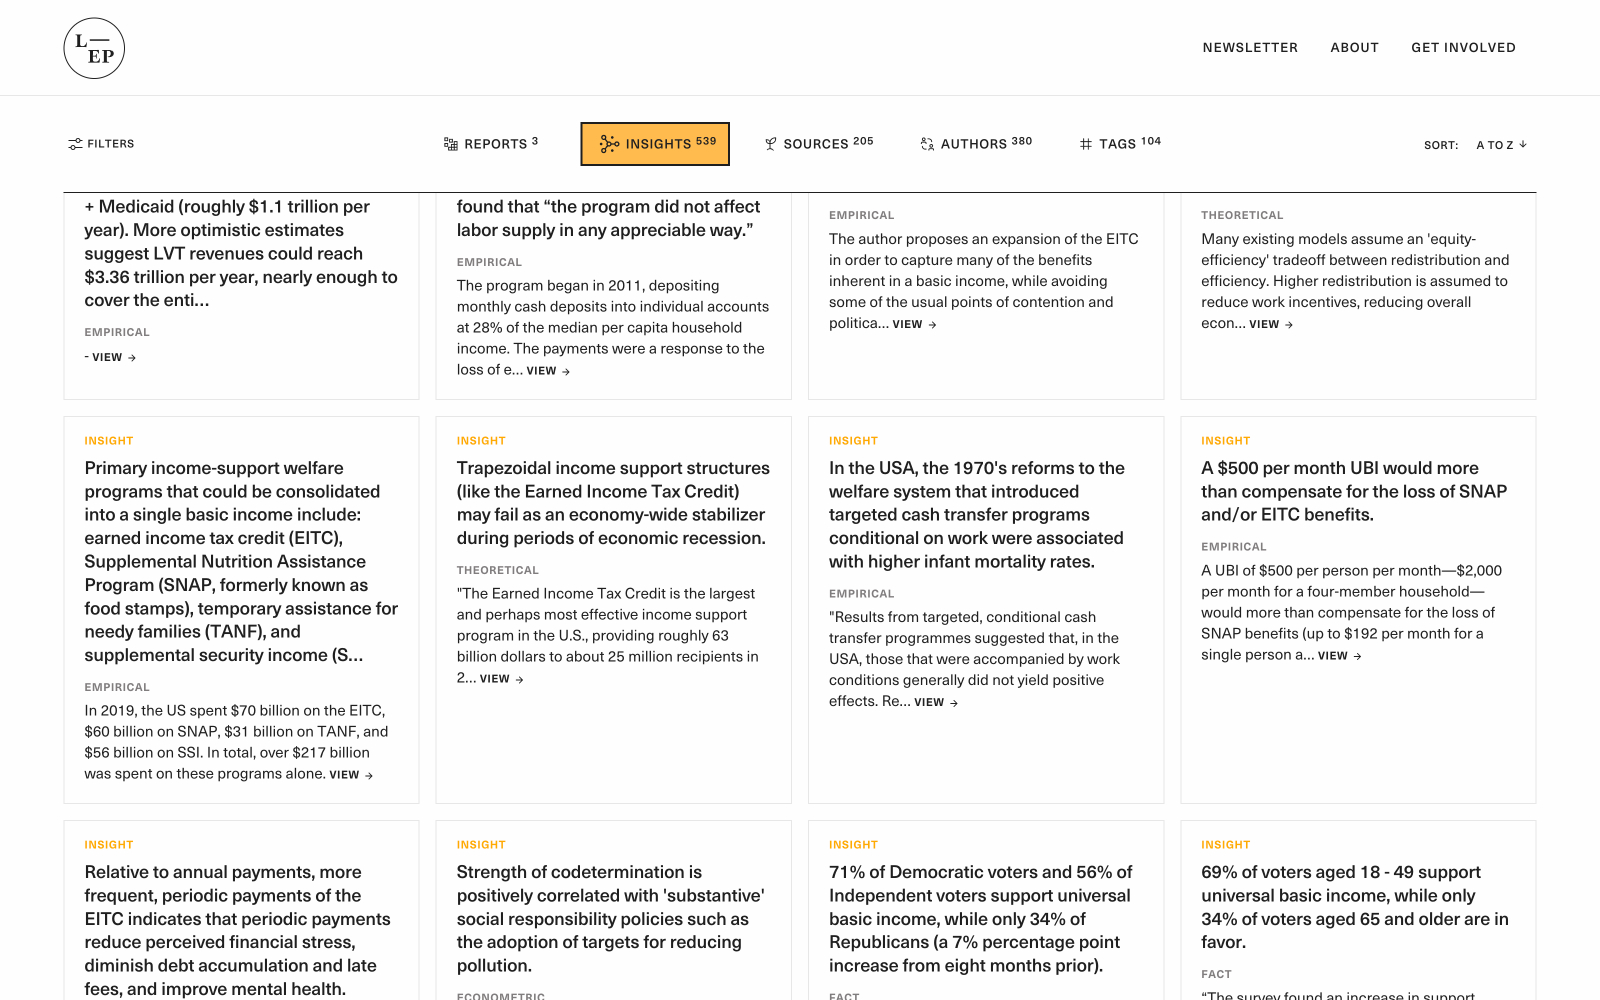 L—
EP
NEWSLETTER
ABOUT
GET INVOLVED
FILTERS
REPORTS 3
INSIGHTS 539
SOURCES 205
AUTHORS 380
TAGS 104
SORT:
A TO Z ↓
+ Medicaid (roughly $1.1 trillion per
year). More optimistic estimates
suggest LVT revenues could reach
$3.36 trillion per year, nearly enough to
cover the enti...
EMPIRICAL
- VIEW →
found that “the program did not affect
labor supply in any appreciable way.”
EMPIRICAL
The program began in 2011, depositing
monthly cash deposits into individual accounts
at 28% of the median per capita household
income. The payments were a response to the
loss of e... VIEW →
EMPIRICAL
The author proposes an expansion of the EITC
in order to capture many of the benefits
inherent in a basic income, while avoiding
some of the usual points of contention and
politica... VIEW →
THEORETICAL
Many existing models assume an 'equity-
efficiency' tradeoff between redistribution and
efficiency. Higher redistribution is assumed to
reduce work incentives, reducing overall
econ... VIEW →
INSIGHT
Primary income-support welfare
programs that could be consolidated
into a single basic income include:
earned income tax credit (EITC),
Supplemental Nutrition Assistance
Program (SNAP, formerly known as
food stamps), temporary assistance for
needy families (TANF), and
supplemental security income (S...
EMPIRICAL
In 2019, the US spent $70 billion on the EITC,
$60 billion on SNAP, $31 billion on TANF, and
$56 billion on SSI. In total, over $217 billion
was spent on these programs alone. VIEW →
INSIGHT
Trapezoidal income support structures
(like the Earned Income Tax Credit)
may fail as an economy-wide stabilizer
during periods of economic recession.
THEORETICAL
"The Earned Income Tax Credit is the largest
and perhaps most effective income support
program in the U.S., providing roughly 63
billion dollars to about 25 million recipients in
2... VIEW →
INSIGHT
In the USA, the 1970's reforms to the
welfare system that introduced
targeted cash transfer programs
conditional on work were associated
with higher infant mortality rates.
EMPIRICAL
"Results from targeted, conditional cash
transfer programmes suggested that, in the
USA, those that were accompanied by work
conditions generally did not yield positive
effects. Re... VIEW →
INSIGHT
A $500 per month UBI would more
than compensate for the loss of SNAP
and/or EITC benefits.
EMPIRICAL
A UBI of $500 per person per month—$2,000
per month for a four-member household—
would more than compensate for the loss of
SNAP benefits (up to $192 per month for a
single person a... VIEW →
INSIGHT
Relative to annual payments, more
frequent, periodic payments of the
EITC indicates that periodic payments
reduce perceived financial stress,
diminish debt accumulation and late
fees, and improve mental health.
INSIGHT
Strength of codetermination is
positively correlated with 'substantive'
social responsibility policies such as
the adoption of targets for reducing
pollution.
ECONOMETRIC
INSIGHT
71% of Democratic voters and 56% of
Independent voters support universal
basic income, while only 34% of
Republicans (a 7% percentage point
increase from eight months prior).
FACT
INSIGHT
69% of voters aged 18 - 49 support
universal basic income, while only
34% of voters aged 65 and older are in
favor.
FACT
“The survey found an increase in support